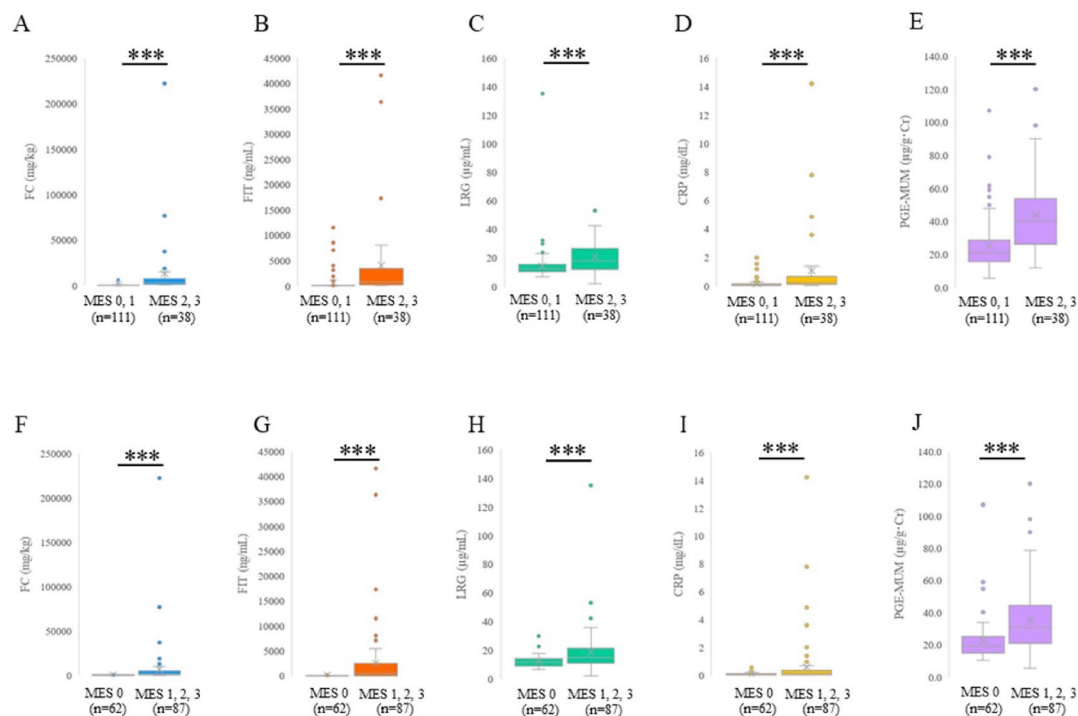 A
B
C
D
E
***
***
***
***
***
FC (mg/kg)
250000
200000
150000
100000
50000
0
FIT (ng/mL)
45000
40000
35000
30000
25000
20000
15000
10000
5000
0
LRG (µg/mL)
160
140
120
100
80
60
40
20
0
CRP (mg/dL)
16
14
12
10
8
6
4
2
0
PGE-MUM (µg/g·Cr)
140.0
120.0
100.0
80.0
60.0
40.0
20.0
0.0
MES 0, 1 MES 2, 3
(n=111) (n=38)
MES 0, 1 MES 2, 3
(n=111) (n=38)
MES 0, 1 MES 2, 3
(n=111) (n=38)
MES 0, 1 MES 2, 3
(n=111) (n=38)
MES 0, 1 MES 2, 3
(n=111) (n=38)
F
G
H
I
J
***
***
***
***
***
FC (mg/kg)
250000
200000
150000
100000
50000
0
FIT (ng/mL)
45000
40000
35000
30000
25000
20000
15000
10000
5000
0
LRG (µg/mL)
160
140
120
100
80
60
40
20
0
CRP (mg/dL)
16
14
12
10
8
6
4
2
0
PGE-MUM (µg/g·Cr)
140.0
120.0
100.0
80.0
60.0
40.0
20.0
0.0
MES 0 MES 1, 2, 3
(n=62) (n=87)
MES 0 MES 1, 2, 3
(n=62) (n=87)
MES 0 MES 1, 2, 3
(n=62) (n=87)
MES 0 MES 1, 2, 3
(n=62) (n=87)
MES 0 MES 1, 2, 3
(n=62) (n=87)